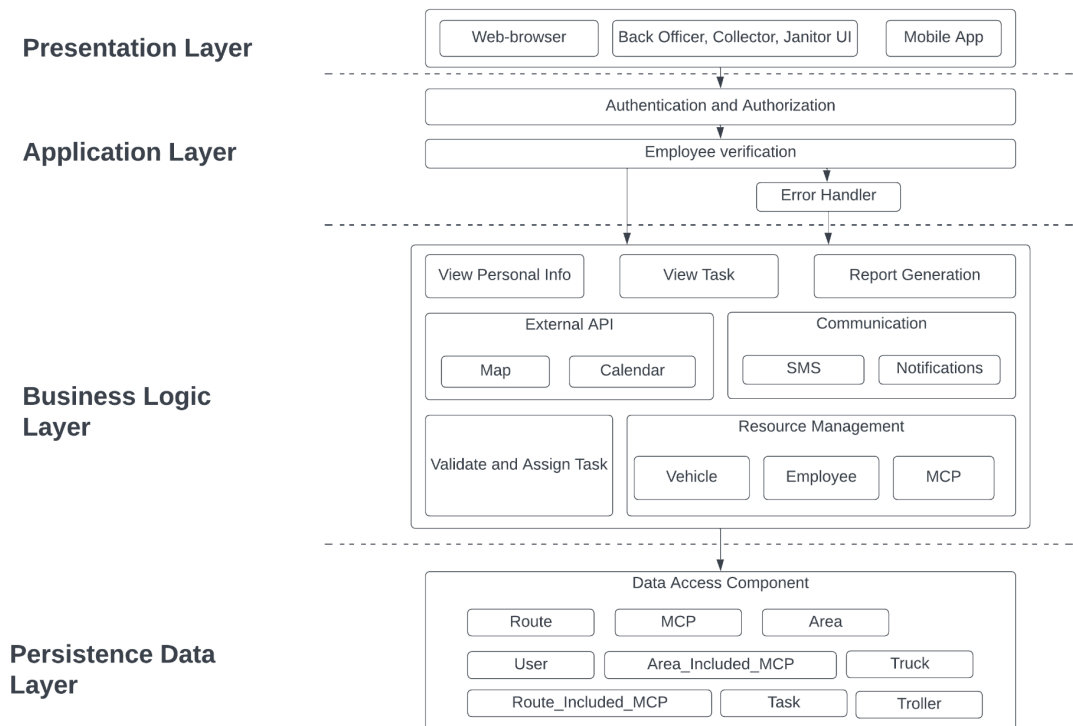 Presentation Layer
Web-browser
Back Officer, Collector, Janitor UI
Mobile App
Application Layer
Authentication and Authorization
Employee verification
Error Handler
Business Logic
Layer
View Personal Info
View Task
Report Generation
External API
Map
Calendar
Communication
SMS
Notifications
Validate and Assign Task
Resource Management
Vehicle
Employee
MCP
Persistence Data
Layer
Data Access Component
Route
MCP
Area
User
Area_Included_MCP
Truck
Route_Included_MCP
Task
Troller